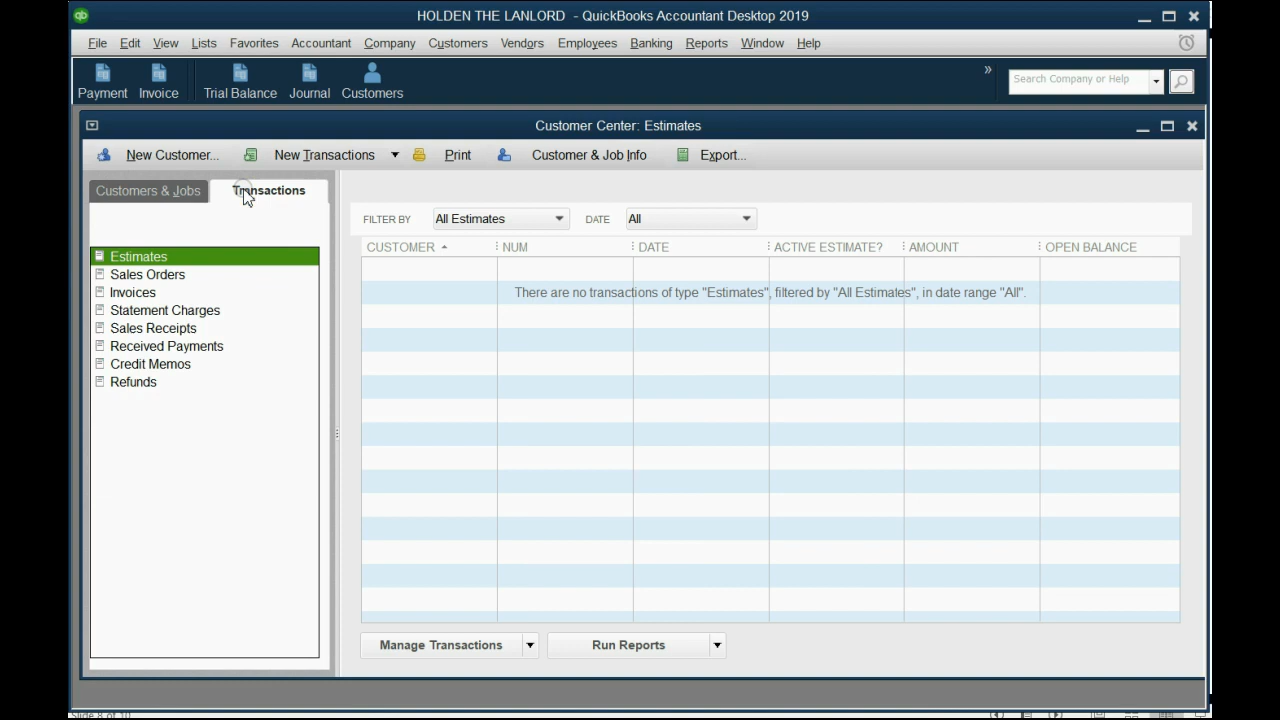 HOLDEN THE LANLORD - QuickBooks Accountant Desktop 2019
File Edit View Lists Favorites Accountant Company Customers Vendors Employees Banking Reports Window Help
Payment Invoice Trial Balance Journal Customers » Search Company or Help
Customer Center: Estimates
New Customer... New Transactions Print Customer & Job Info Export...
Customers & Jobs Transactions
FILTER BY All Estimates DATE All
CUSTOMER NUM DATE ACTIVE ESTIMATE? AMOUNT OPEN BALANCE
There are no transactions of type "Estimates", filtered by "All Estimates", in date range "All".
Estimates
Sales Orders
Invoices
Statement Charges
Sales Receipts
Received Payments
Credit Memos
Refunds
Manage Transactions Run Reports
Slide 8 of 10